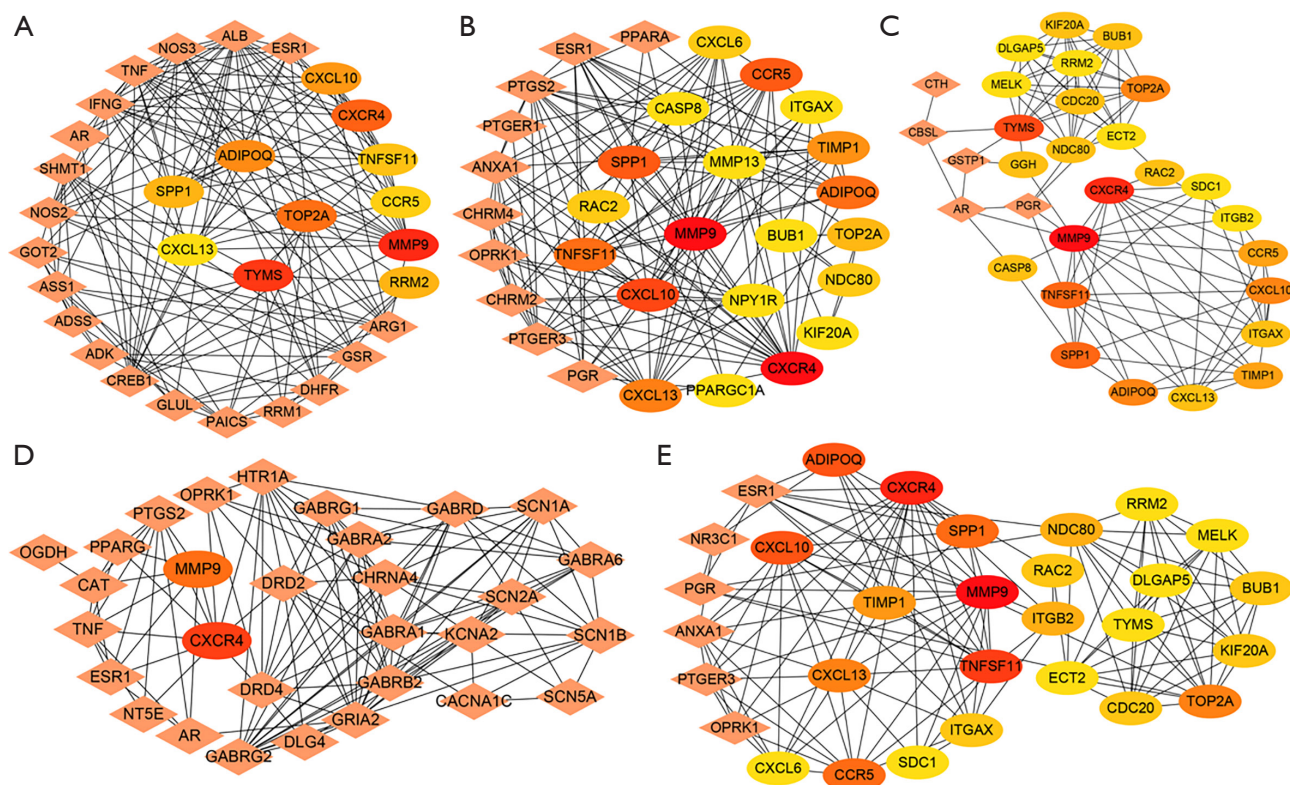 A
ALB
NOS3
ESR1
TNF
CXCL10
IFNG
CXCR4
AR
TNFSF11
ADIPOQ
SHMT1
SPP1
CCR5
NOS2
TOP2A
MMP9
GOT2
CXCL13
TYMS
RRM2
ASS1
ADSS
ARG1
ADK
GSR
CREB1
DHFR
GLUL
RRM1
PAICS
B
PPARA
CXCL6
ESR1
CCR5
PTGS2
CASP8
ITGAX
PTGER1
TIMP1
SPP1
MMP13
ANXA1
ADIPOQ
RAC2
CHRM4
MMP9
BUB1
TOP2A
OPRK1
TNFSF11
NDC80
CXCL10
NPY1R
CHRM2
KIF20A
PTGER3
CXCR4
PGR
CXCL13
PPARGC1A
C
KIF20A
BUB1
DLGAP5
RRM2
CTH
MELK
TOP2A
CDC20
CBSL
TYMS
ECT2
NDC80
GSTP1
GGH
RAC2
CXCR4
SDC1
AR
PGR
ITGB2
MMP9
CCR5
CASP8
TNFSF11
CXCL10
ITGAX
SPP1
TIMP1
ADIPOQ
CXCL13
D
HTR1A
OPRK1
GABRG1
GABRD
SCN1A
PTGS2
GABRA2
OGDH
PPARG
GABRA6
MMP9
CHRNA4
CAT
DRD2
SCN2A
TNF
CXCR4
GABRA1
KCNA2
SCN1B
ESR1
GABRB2
DRD4
CACNA1C
SCN5A
NT5E
GRIA2
AR
DLG4
GABRG2
E
ADIPOQ
CXCR4
ESR1
RRM2
SPP1
NDC80
NR3C1
CXCL10
MELK
RAC2
DLGAP5
PGR
MMP9
BUB1
TIMP1
ITGB2
TYMS
ANXA1
KIF20A
PTGER3
CXCL13
TNFSF11
ECT2
TOP2A
CDC20
OPRK1
ITGAX
SDC1
CXCL6
CCR5